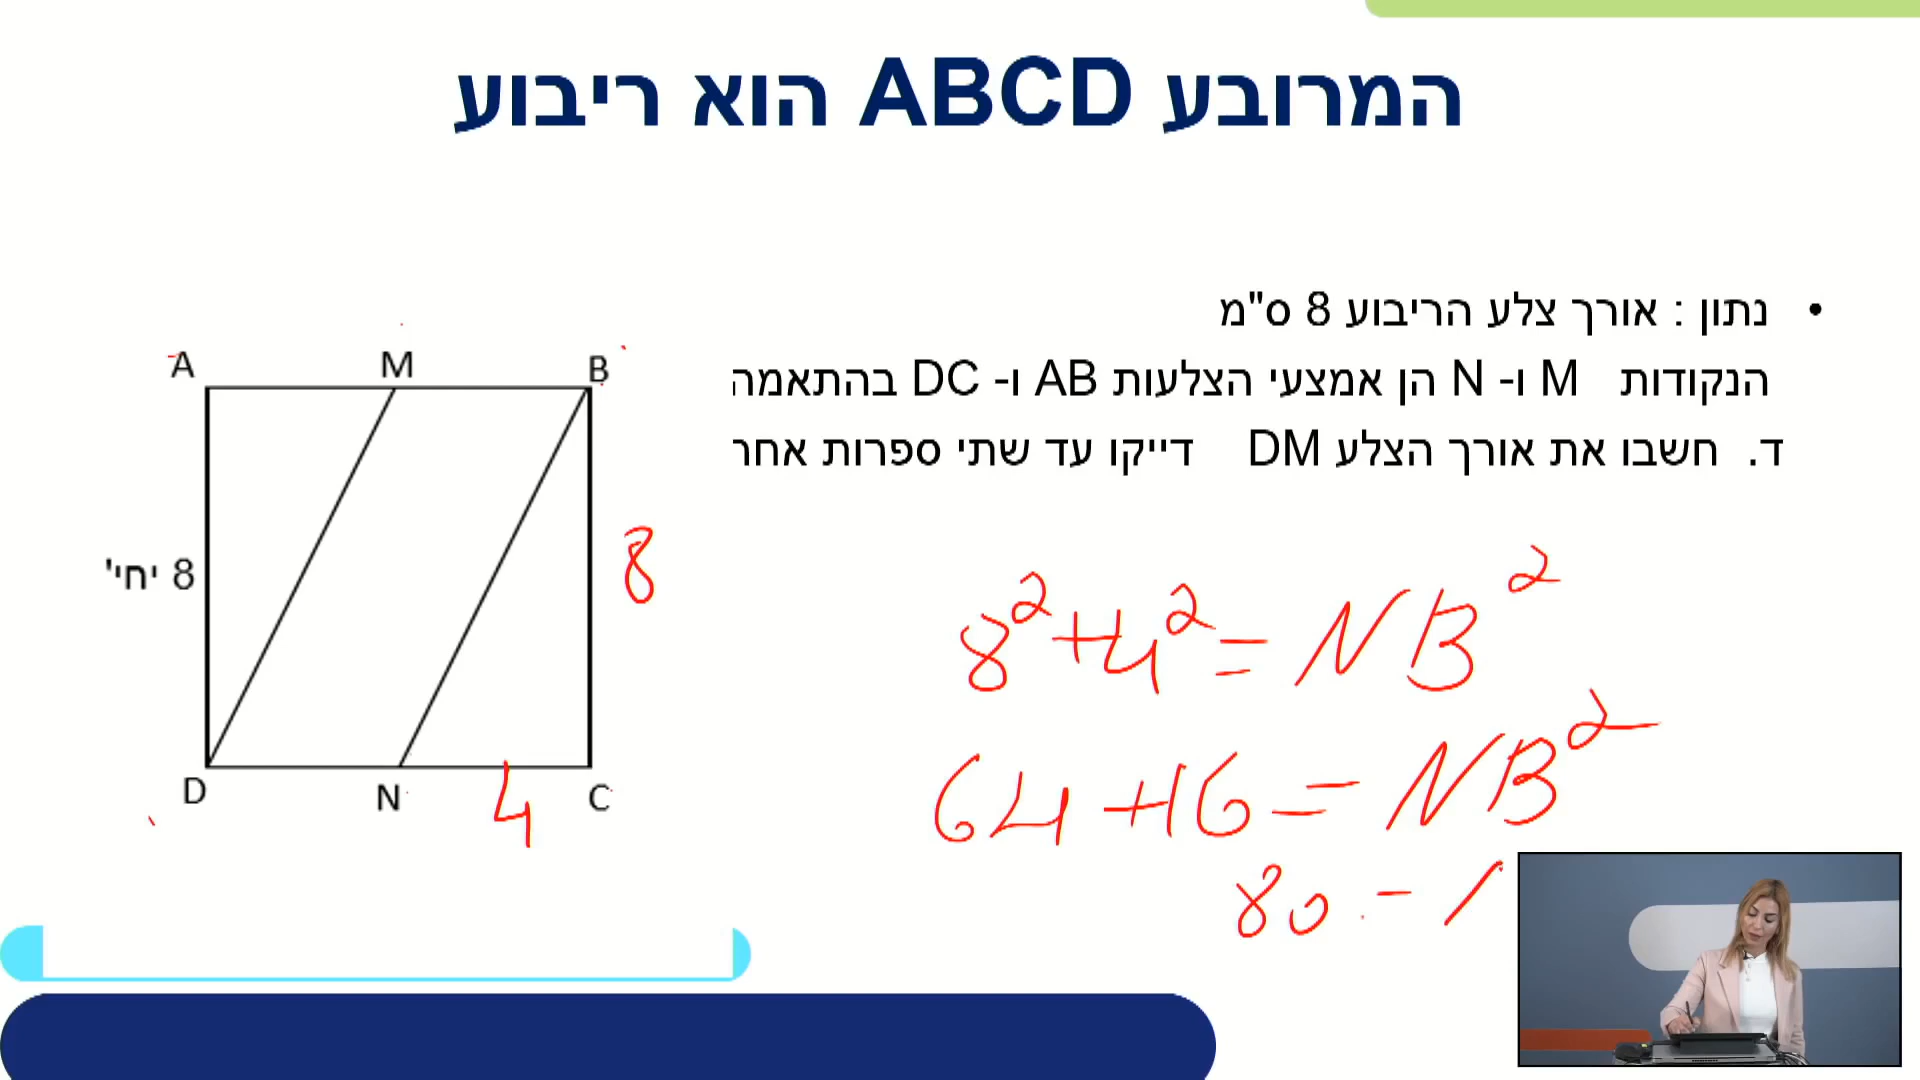 המרובע ABCD הוא ריבוע
• נתון : אורך צלע הריבוע 8 ס"מ
הנקודות M ו- N הן אמצעי הצלעות AB ו- DC בהתאמה
ד. חשבו את אורך הצלע DM דייקו עד שתי ספרות אחר
A M B
8 יחי'
8
D N 4 C
8²+4²=NB²
64+16=NB²
80=